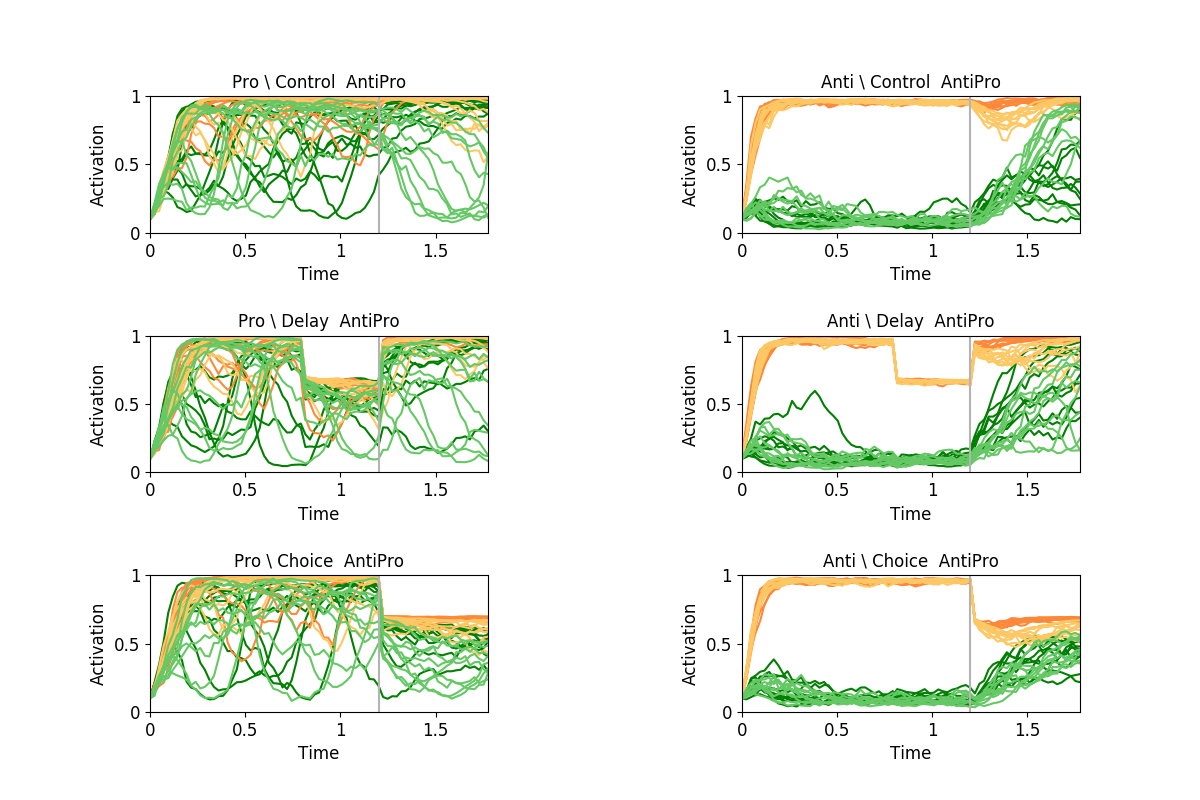 Pro \ Control  AntiPro
Activation
1
0.5
0
0
0.5
1
1.5
Time
Anti \ Control  AntiPro
Activation
1
0.5
0
0
0.5
1
1.5
Time
Pro \ Delay  AntiPro
Activation
1
0.5
0
0
0.5
1
1.5
Time
Anti \ Delay  AntiPro
Activation
1
0.5
0
0
0.5
1
1.5
Time
Pro \ Choice  AntiPro
Activation
1
0.5
0
0
0.5
1
1.5
Time
Anti \ Choice  AntiPro
Activation
1
0.5
0
0
0.5
1
1.5
Time